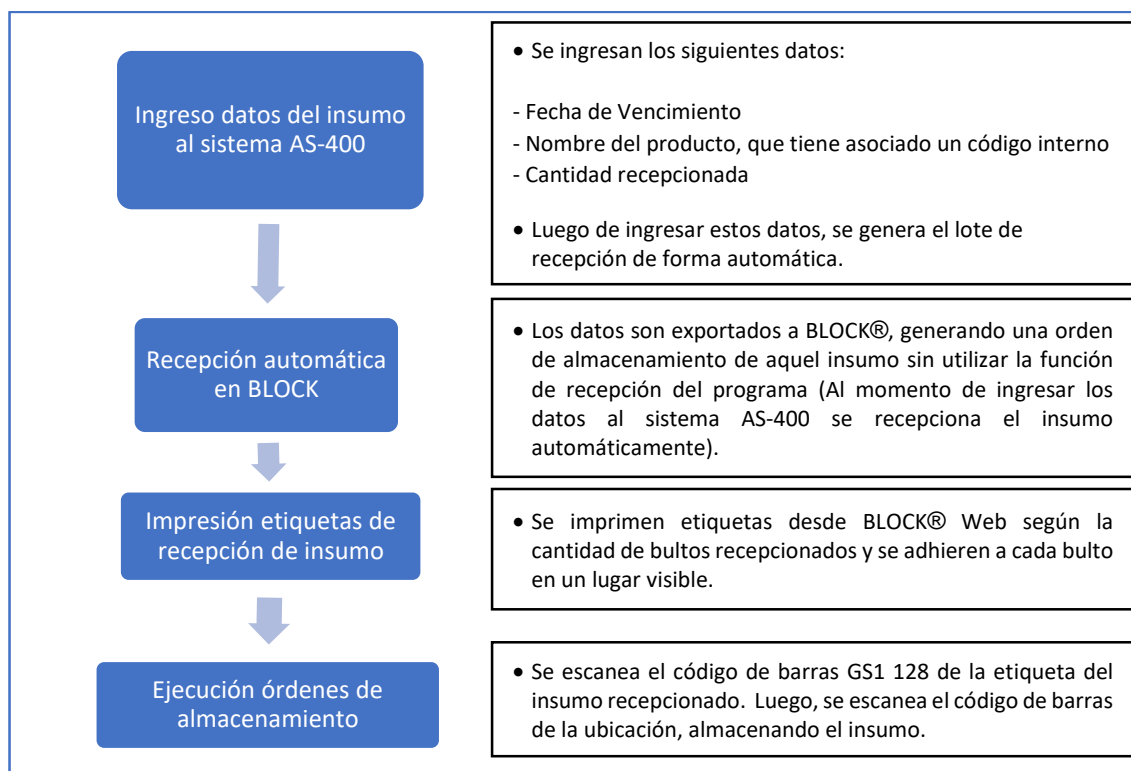 Ingreso datos del insumo
al sistema AS-400
• Se ingresan los siguientes datos:
- Fecha de Vencimiento
- Nombre del producto, que tiene asociado un código interno
- Cantidad recepcionada
• Luego de ingresar estos datos, se genera el lote de
recepción de forma automática.
Recepción automática
en BLOCK
• Los datos son exportados a BLOCK®, generando una orden
de almacenamiento de aquel insumo sin utilizar la función
de recepción del programa (Al momento de ingresar los
datos al sistema AS-400 se recepciona el insumo
automáticamente).
Impresión etiquetas de
recepción de insumo
• Se imprimen etiquetas desde BLOCK® Web según la
cantidad de bultos recepcionados y se adhieren a cada bulto
en un lugar visible.
Ejecución órdenes de
almacenamiento
• Se escanea el código de barras GS1 128 de la etiqueta del
insumo recepcionado. Luego, se escanea el código de barras
de la ubicación, almacenando el insumo.